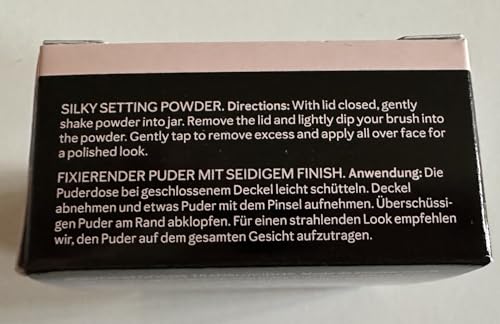 SILKY SETTING POWDER. Directions: With lid closed, gently
shake powder into jar. Remove the lid and lightly dip your brush into
the powder. Gently tap to remove excess and apply all over face for
a polished look.
FIXIERENDER PUDER MIT SEIDIGEM FINISH. Anwendung: Die
Puderdose bei geschlossenem Deckel leicht schütteln. Deckel
abnehmen und etwas Puder mit dem Pinsel aufnehmen. Überschüssi-
gen Puder am Rand abklopfen. Für einen strahlenden Look empfehlen
wir, den Puder auf dem gesamten Gesicht aufzutragen.